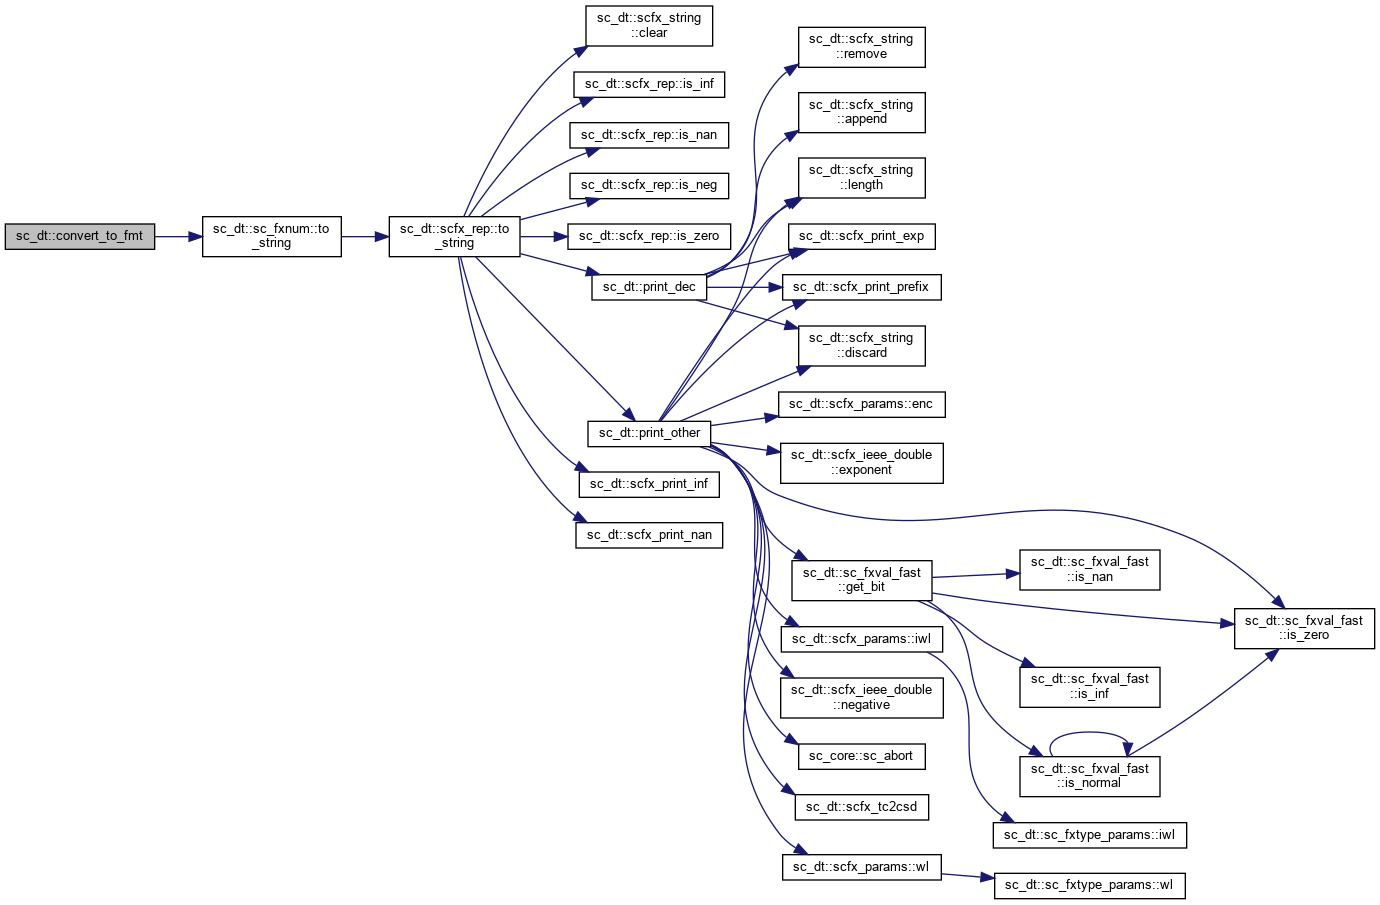 sc_dt::convert_to_fmt
sc_dt::sc_fxnum::to
_string
sc_dt::scfx_rep::to
_string
sc_dt::scfx_string
::clear
sc_dt::scfx_rep::is_inf
sc_dt::scfx_rep::is_nan
sc_dt::scfx_rep::is_neg
sc_dt::scfx_rep::is_zero
sc_dt::print_dec
sc_dt::print_other
sc_dt::scfx_print_inf
sc_dt::scfx_print_nan
sc_dt::scfx_string
::remove
sc_dt::scfx_string
::append
sc_dt::scfx_string
::length
sc_dt::scfx_print_exp
sc_dt::scfx_print_prefix
sc_dt::scfx_string
::discard
sc_dt::scfx_params::enc
sc_dt::scfx_ieee_double
::exponent
sc_dt::sc_fxval_fast
::get_bit
sc_dt::scfx_params::iwl
sc_dt::scfx_ieee_double
::negative
sc_core::sc_abort
sc_dt::scfx_tc2csd
sc_dt::scfx_params::wl
sc_dt::sc_fxval_fast
::is_nan
sc_dt::sc_fxval_fast
::is_inf
sc_dt::sc_fxval_fast
::is_normal
sc_dt::sc_fxtype_params::iwl
sc_dt::sc_fxtype_params::wl
sc_dt::sc_fxval_fast
::is_zero